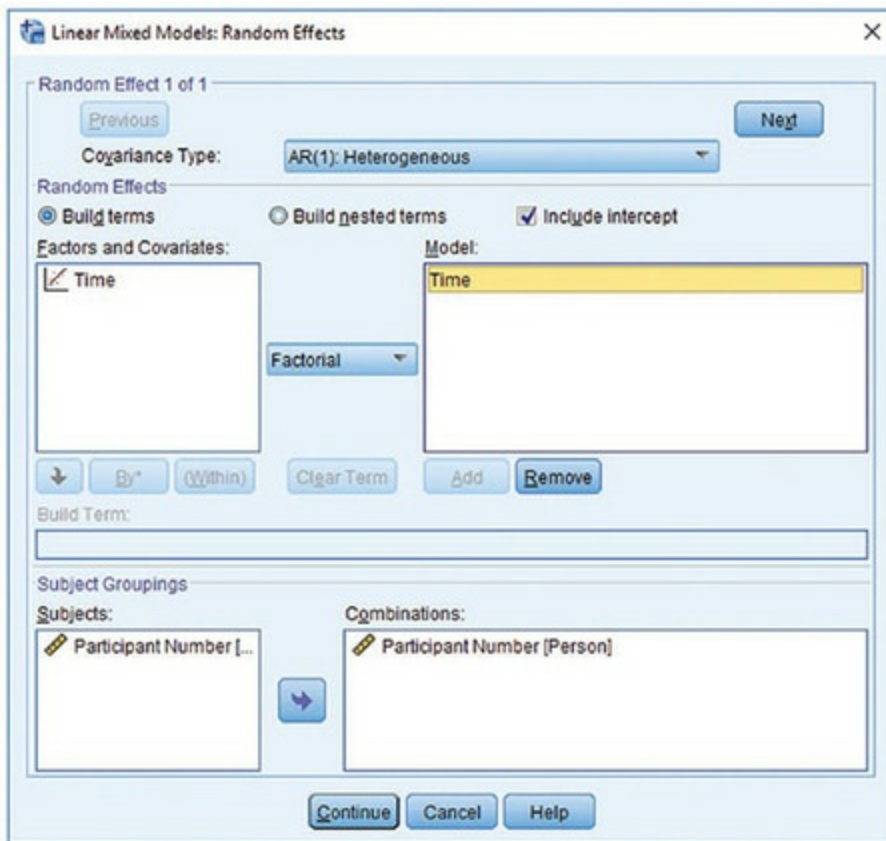 Linear Mixed Models: Random Effects
Random Effect 1 of 1
Previous
Next
Covariance Type:
AR(1): Heterogeneous
Random Effects
Build terms
Build nested terms
Include intercept
Factors and Covariates:
Model:
Time
Time
Factorial
By*
(Within)
Clear Term
Add
Remove
Build Term:
Subject Groupings
Subjects:
Combinations:
Participant Number [...
Participant Number [Person]
Continue
Cancel
Help